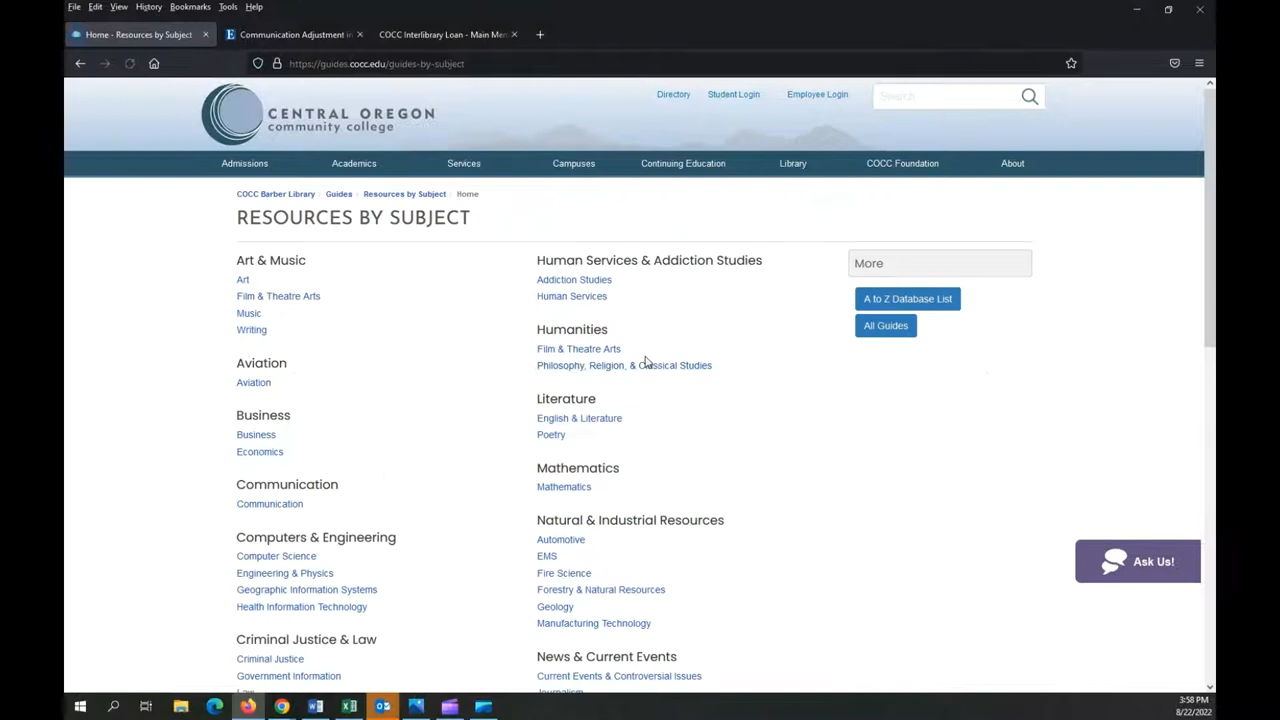 File Edit View History Bookmarks Tools Help
Home - Resources by Subject
Communication Adjustment in
COCC Interlibrary Loan - Main Men
https://guides.cocc.edu/guides-by-subject
CENTRAL OREGON
community college
Directory Student Login Employee Login Search
Admissions Academics Services Campuses Continuing Education Library COCC Foundation About
COCC Barber Library Guides Resources by Subject Home
RESOURCES BY SUBJECT
Art & Music
Art
Film & Theatre Arts
Music
Writing
Aviation
Aviation
Business
Business
Economics
Communication
Communication
Computers & Engineering
Computer Science
Engineering & Physics
Geographic Information Systems
Health Information Technology
Criminal Justice & Law
Criminal Justice
Government Information
Law
Human Services & Addiction Studies
Addiction Studies
Human Services
Humanities
Film & Theatre Arts
Philosophy, Religion, & Classical Studies
Literature
English & Literature
Poetry
Mathematics
Mathematics
Natural & Industrial Resources
Automotive
EMS
Fire Science
Forestry & Natural Resources
Geology
Manufacturing Technology
News & Current Events
Current Events & Controversial Issues
Journalism
More
A to Z Database List
All Guides
Ask Us!
3:58 PM
8/22/2022